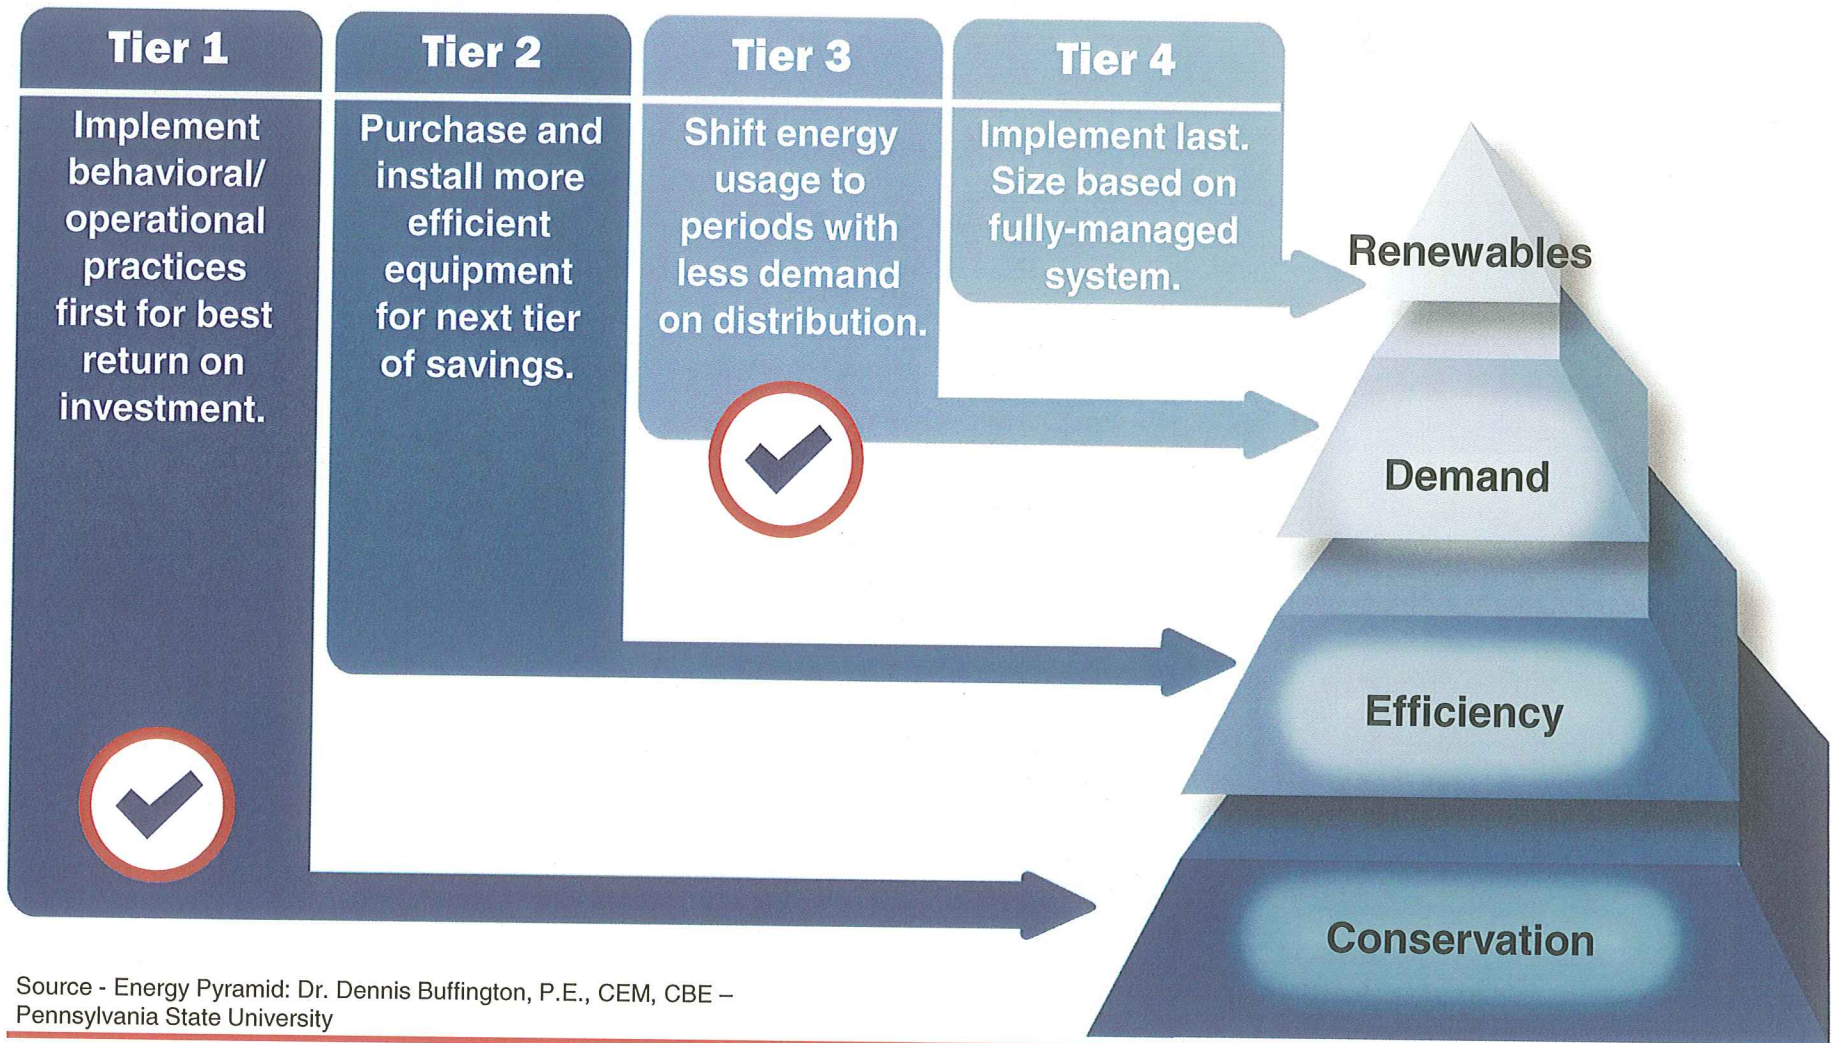 Tier 1
Implement
behavioral/
operational
practices
first for best
return on
investment.
Tier 2
Purchase and
install more
efficient
equipment
for next tier
of savings.
Tier 3
Shift energy
usage to
periods with
less demand
on distribution.
Tier 4
Implement last.
Size based on
fully-managed
system.
Renewables
Demand
Efficiency
Conservation
Source - Energy Pyramid: Dr. Dennis Buffington, P.E., CEM, CBE –
Pennsylvania State University